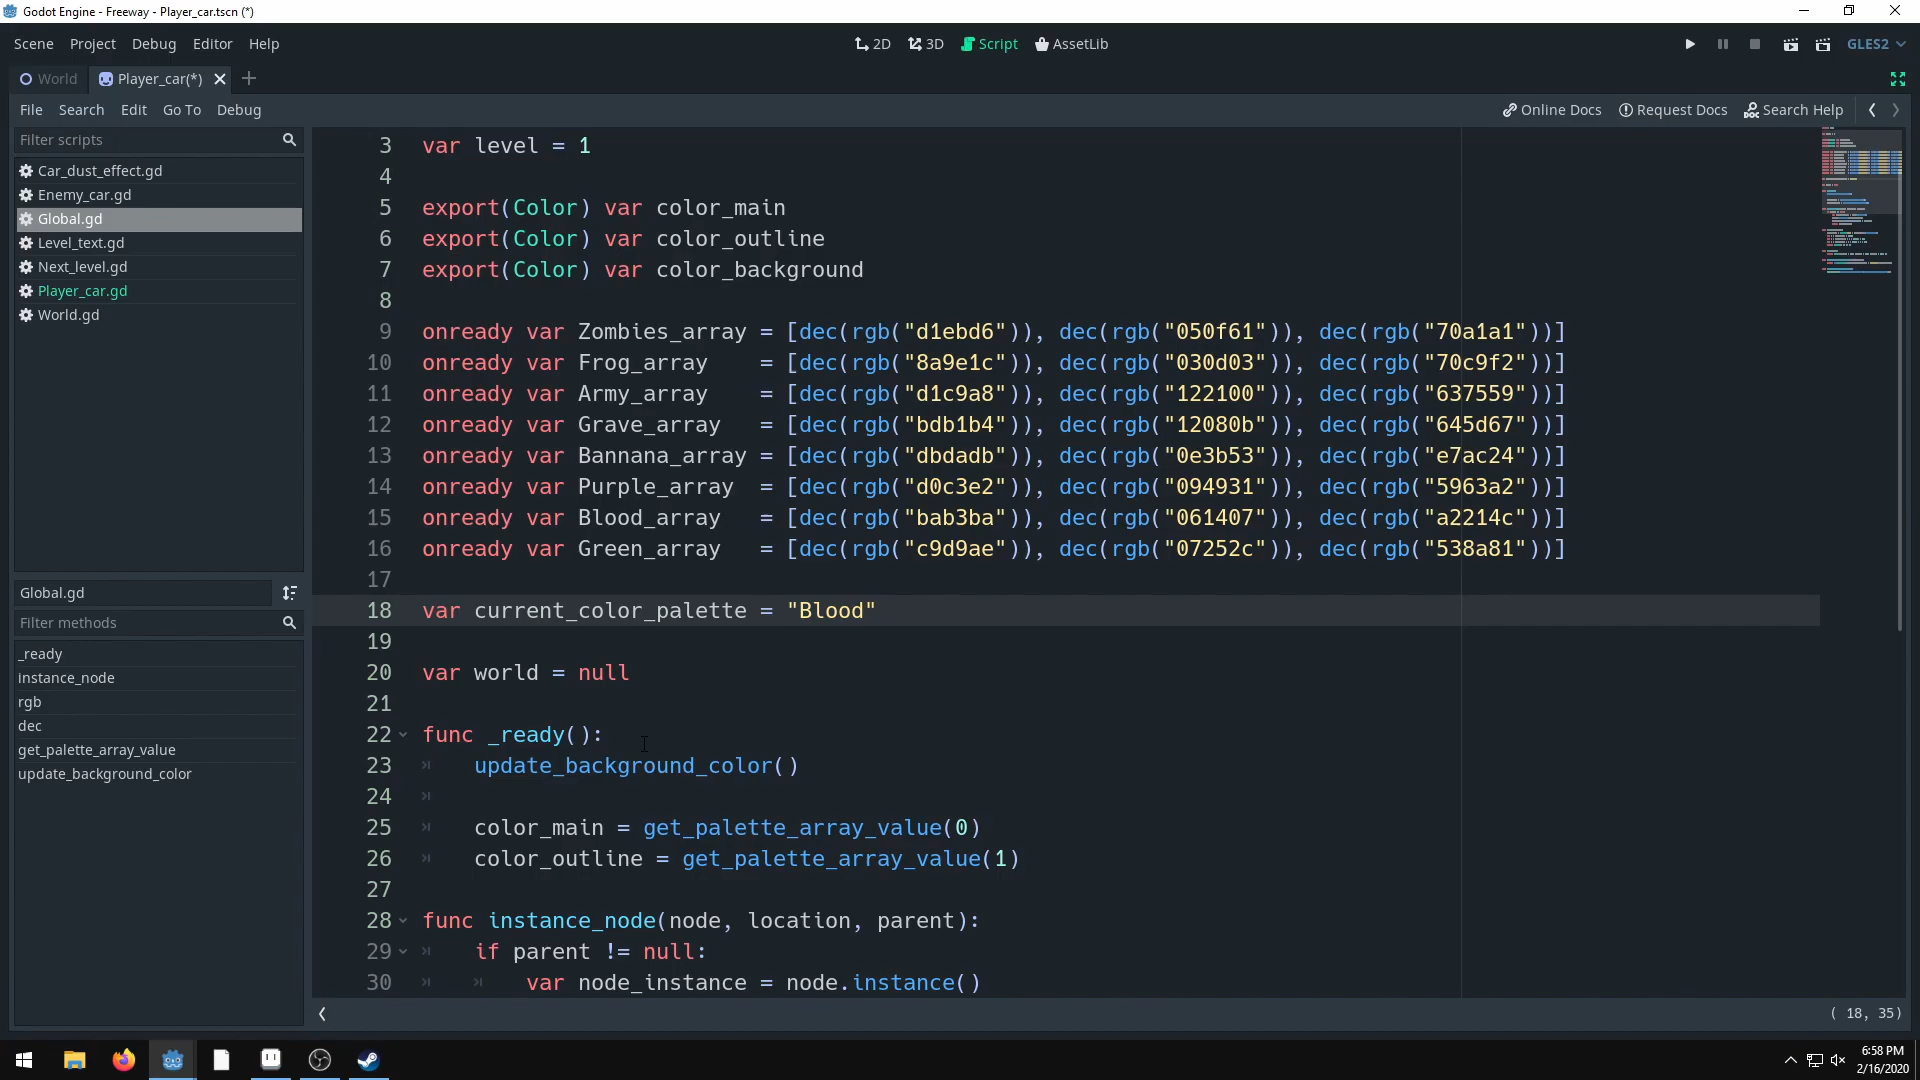 Godot Engine - Freeway - Player_car.tscn (*)
Scene Project Debug Editor Help
2D 3D Script AssetLib
GLES2
World Player_car(*)
File Search Edit Go To Debug
Online Docs Request Docs Search Help
Filter scripts
Car_dust_effect.gd
Enemy_car.gd
Global.gd
Level_text.gd
Next_level.gd
Player_car.gd
World.gd
Global.gd
Filter methods
_ready
instance_node
rgb
dec
get_palette_array_value
update_background_color
3 var level = 1
4
5 export(Color) var color_main
6 export(Color) var color_outline
7 export(Color) var color_background
8
9 onready var Zombies_array = [dec(rgb("d1ebd6")), dec(rgb("050f61")), dec(rgb("70a1a1"))]
10 onready var Frog_array = [dec(rgb("8a9e1c")), dec(rgb("030d03")), dec(rgb("70c9f2"))]
11 onready var Army_array = [dec(rgb("d1c9a8")), dec(rgb("122100")), dec(rgb("637559"))]
12 onready var Grave_array = [dec(rgb("bdb1b4")), dec(rgb("12080b")), dec(rgb("645d67"))]
13 onready var Bannana_array = [dec(rgb("dbdadb")), dec(rgb("0e3b53")), dec(rgb("e7ac24"))]
14 onready var Purple_array = [dec(rgb("d0c3e2")), dec(rgb("094931")), dec(rgb("5963a2"))]
15 onready var Blood_array = [dec(rgb("bab3ba")), dec(rgb("061407")), dec(rgb("a2214c"))]
16 onready var Green_array = [dec(rgb("c9d9ae")), dec(rgb("07252c")), dec(rgb("538a81"))]
17
18 var current_color_palette = "Blood"
19
20 var world = null
21
22 func _ready():
23 update_background_color()
24
25 color_main = get_palette_array_value(0)
26 color_outline = get_palette_array_value(1)
27
28 func instance_node(node, location, parent):
29 if parent != null:
30 var node_instance = node.instance()
( 18, 35)
6:58 PM
2/16/2020